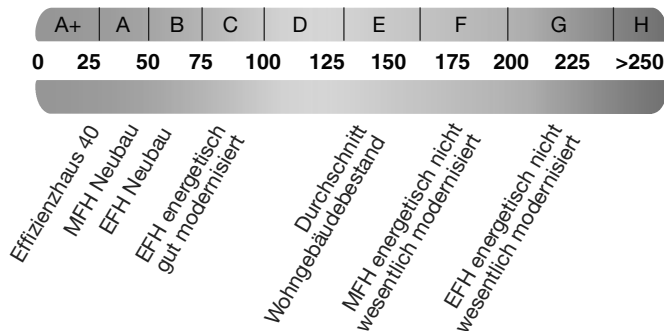 A+ A B C D E F G H
0 25 50 75 100 125 150 175 200 225 >250
Effizienzhaus 40
MFH Neubau
EFH Neubau
EFH energetisch
gut modernisiert
Durchschnitt
Wohngebäudebestand
MFH energetisch nicht
wesentlich modernisiert
EFH energetisch nicht
wesentlich modernisiert